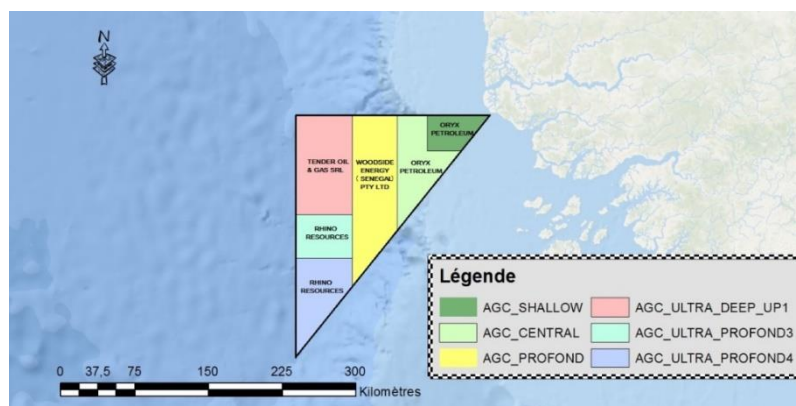 N
ORYX
PETROLEUM
TENDER OIL
& GAS SRL
WOODSIDE
ENERGY
(SENEGAL)
PTY LTD
ORYX
PETROLEUM
RHINO
RESOURCES
RHINO
RESOURCES
Légende
AGC_SHALLOW
AGC_ULTRA_DEEP_UP1
AGC_CENTRAL
AGC_ULTRA_PROFOND3
AGC_PROFOND
AGC_ULTRA_PROFOND4
0 37,5 75 150 225 300
Kilomètres